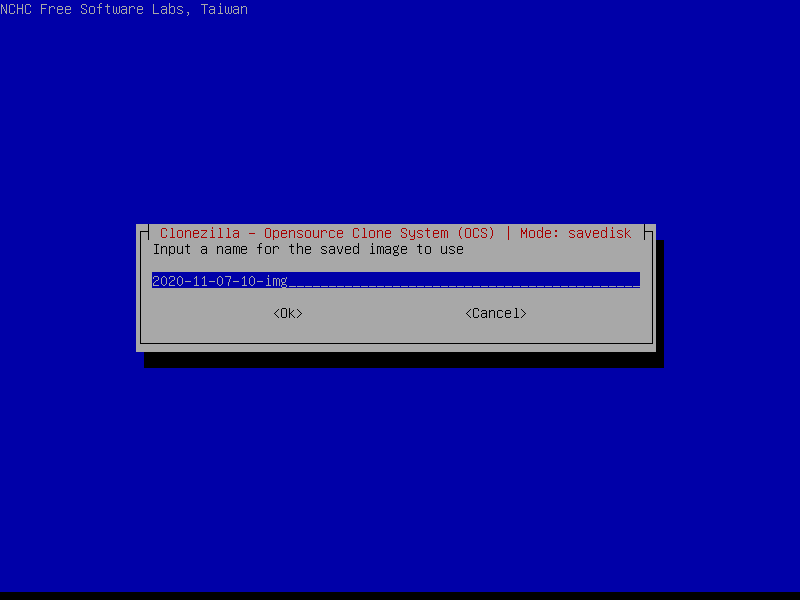 NCHC Free Software Labs, Taiwan
Clonezilla - Opensource Clone System (OCS) | Mode: savedisk
Input a name for the saved image to use
2020-11-07-10-img____________________________________________
<Ok> <Cancel>